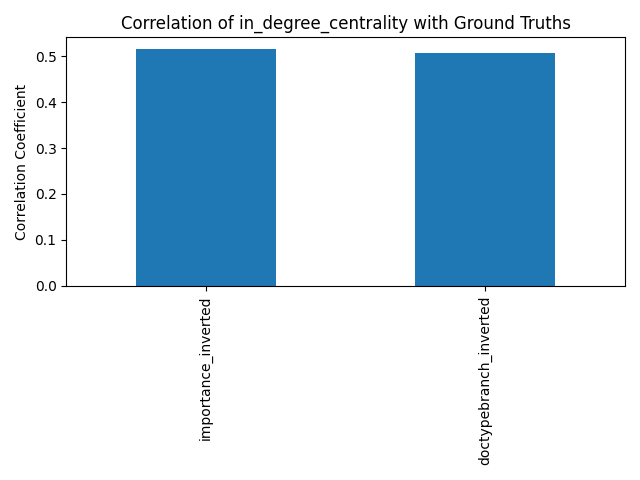 Correlation of in_degree_centrality with Ground Truths
Correlation Coefficient
0.5
0.4
0.3
0.2
0.1
0.0
importance_inverted
doctypebranch_inverted